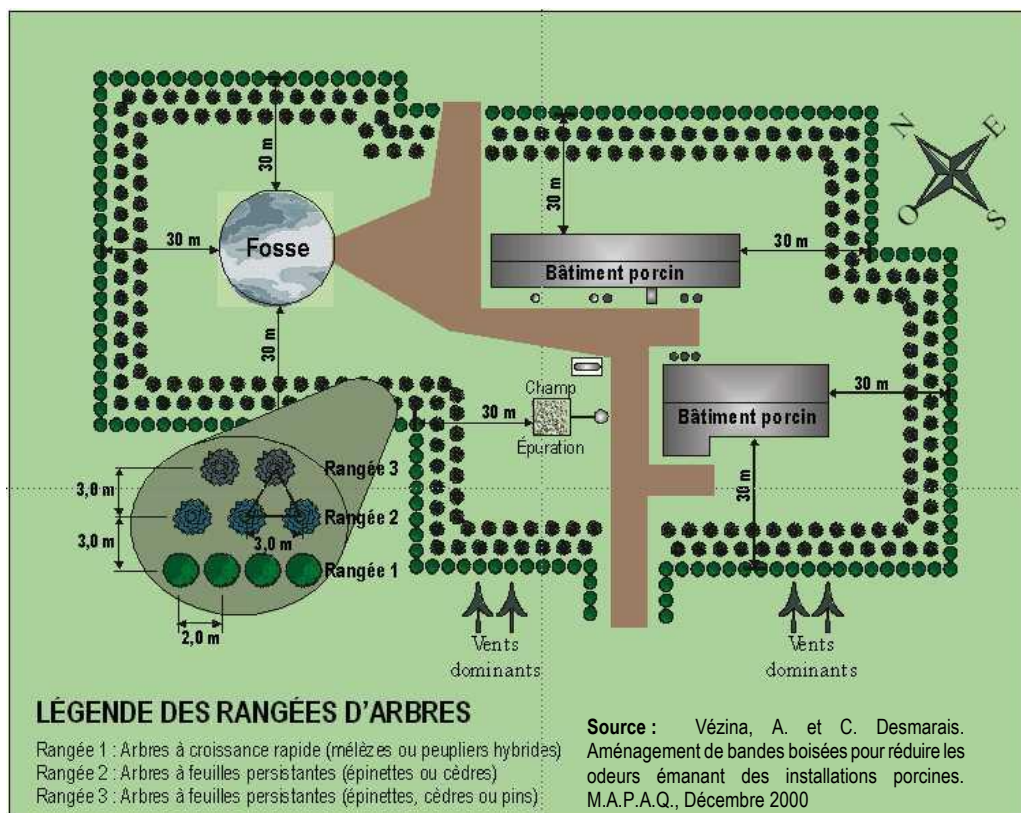 N
E
O
S
30 m
30 m
30 m
Fosse
30 m
Bâtiment porcin
30 m
Champ
30 m
Épuration
30 m
Bâtiment porcin
30 m
Rangée 3
3,0 m
Rangée 2
3,0 m
3,0 m
Rangée 1
2,0 m
Vents
dominants
Vents
dominants
LÉGENDE DES RANGÉES D'ARBRES
Rangée 1 : Arbres à croissance rapide (mélèzes ou peupliers hybrides)
Rangée 2 : Arbres à feuilles persistantes (épinettes ou cèdres)
Rangée 3 : Arbres à feuilles persistantes (épinettes, cèdres ou pins)
Source : Vézina, A. et C. Desmarais.
Aménagement de bandes boisées pour réduire les
odeurs émanant des installations porcines.
M.A.P.A.Q., Décembre 2000